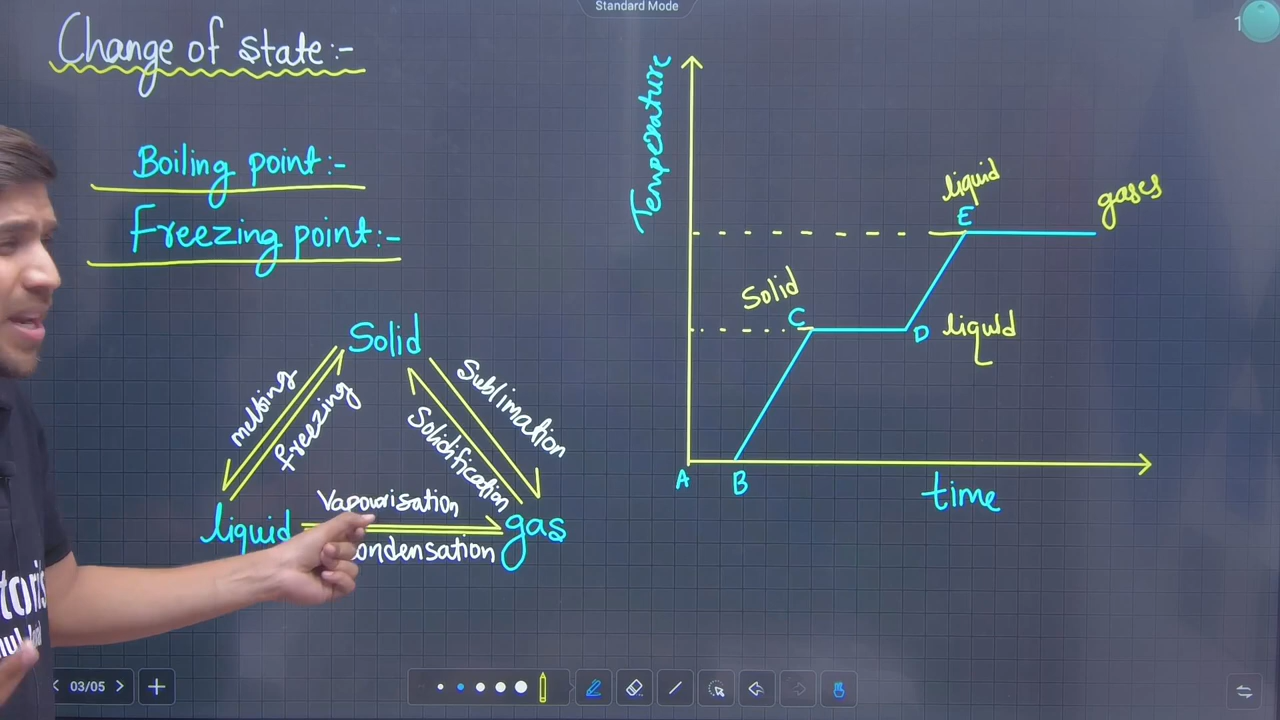 Standard Mode
Change of state:-
Boiling point:-
Freezing point:-
Solid
melting
freezing
Sublimation
Solidification
Vapourisation
liquid
gas
Temperature
liquid
E
gases
Solid
C
D
liquid
A
B
time
03/05